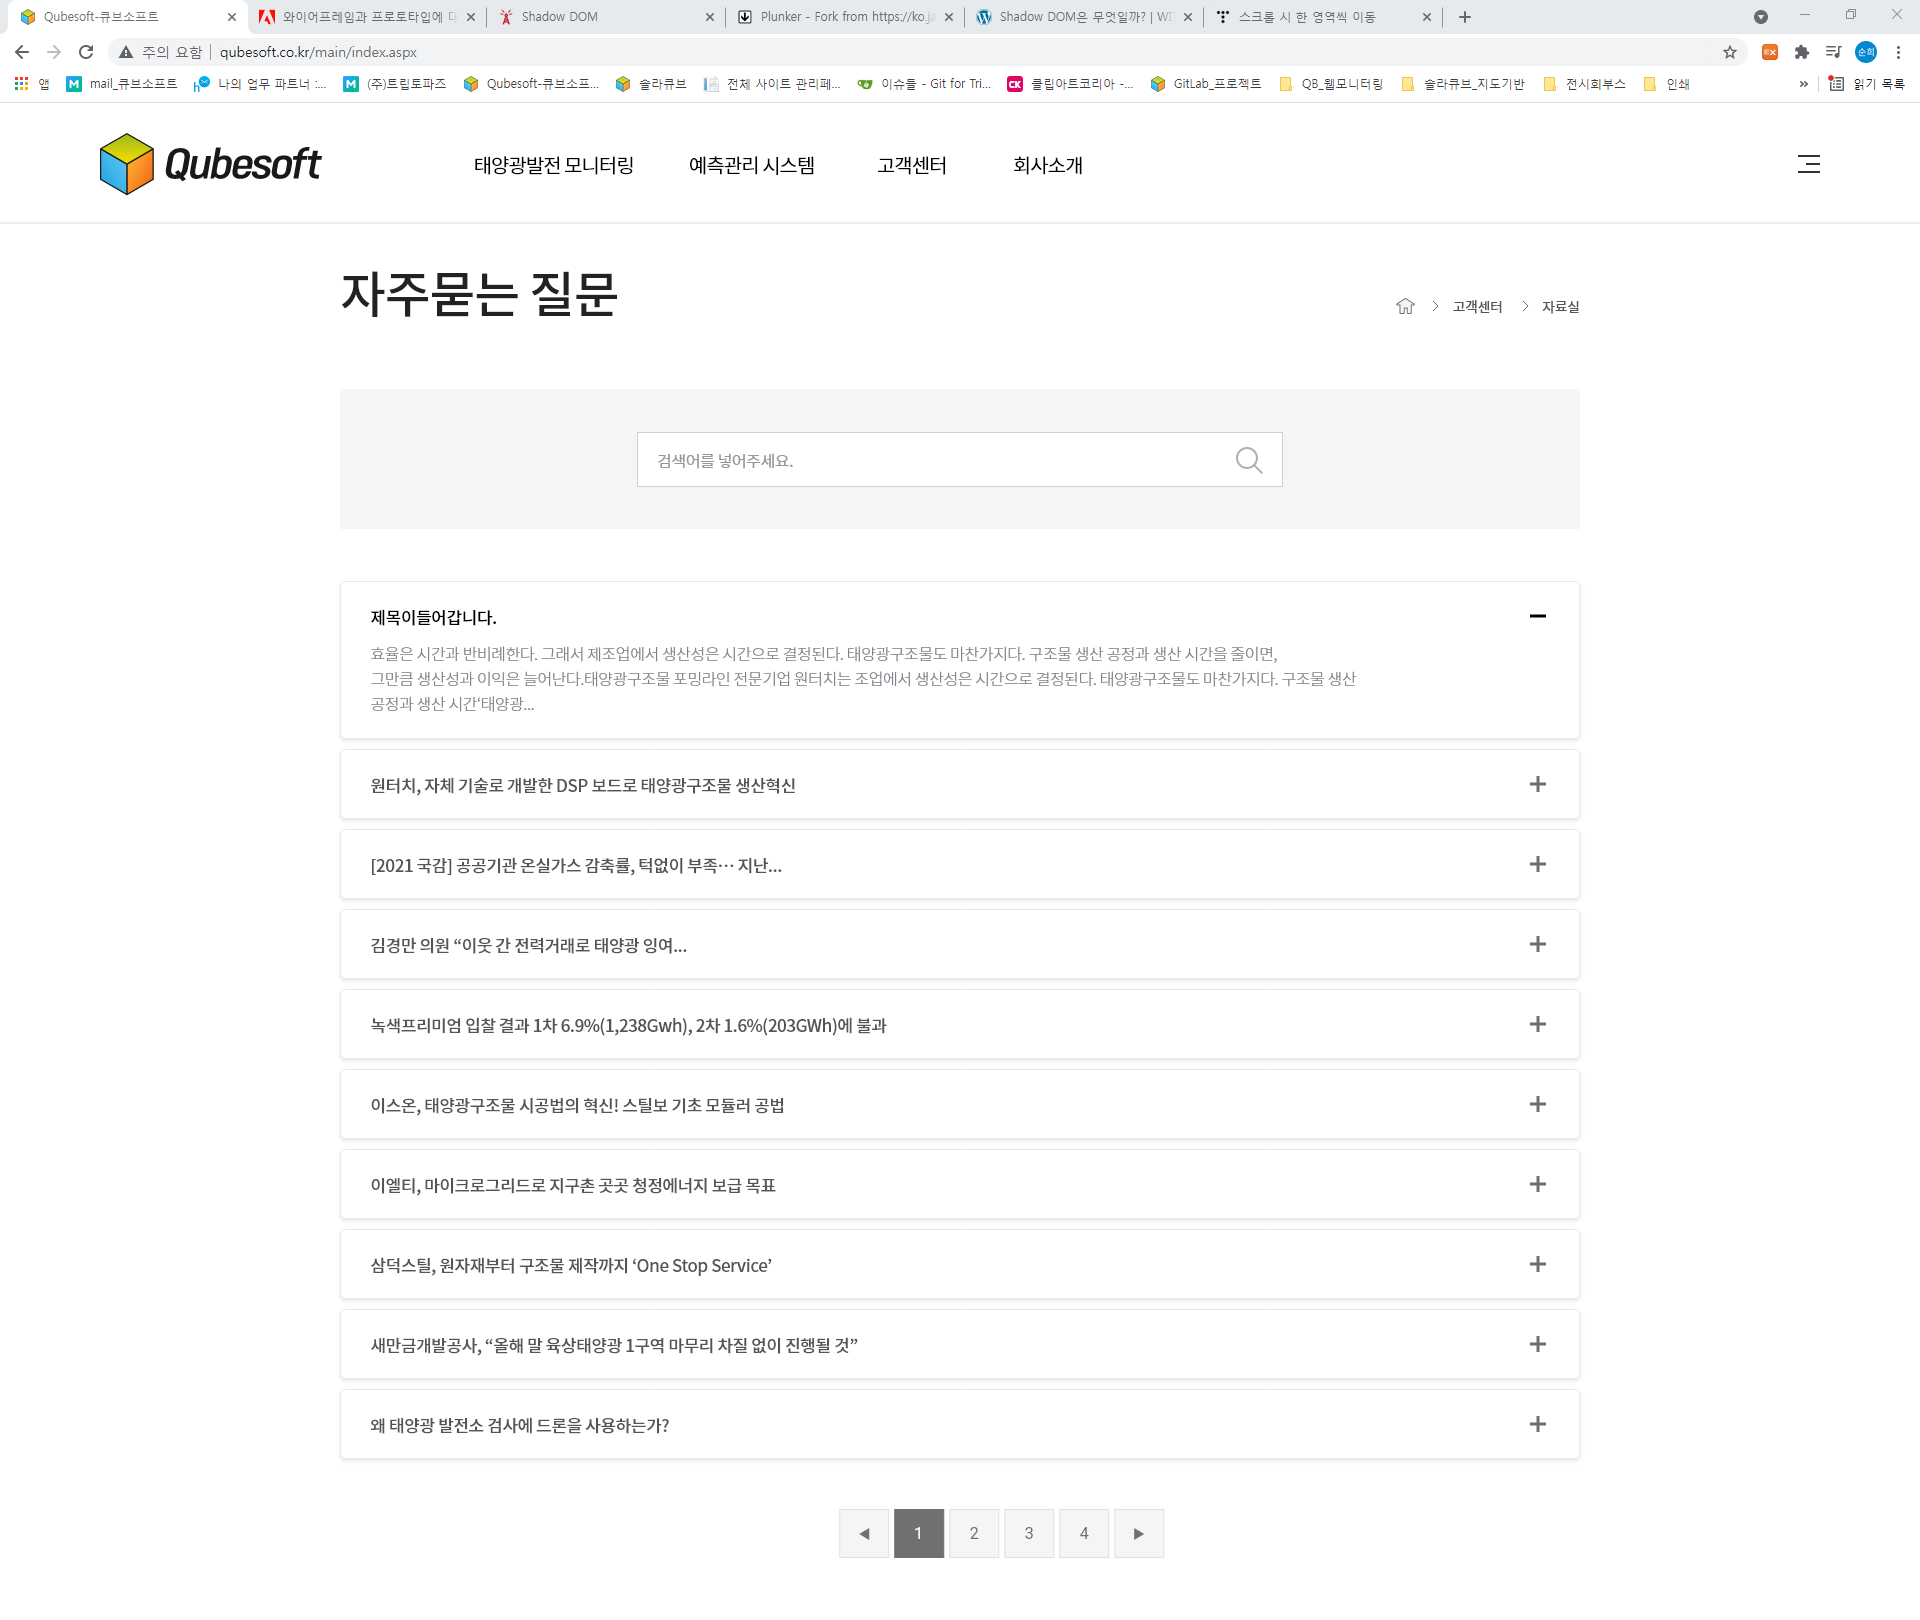 Qubesoft-큐브소프트
와이어프레임과 프로토타입에 대
Shadow DOM
Plunker - Fork from https://ko.ja
Shadow DOM은 무엇일까? | WI
스크롤 시 한 영역씩 이동
주의 요함 | qubesoft.co.kr/main/index.aspx
EX
순희
앱
mail_큐브소프트
나의 업무 파트너 :...
(주)트립토파즈
Qubesoft-큐브소프...
솔라큐브
전체 사이트 관리페...
이슈들 - Git for Tri...
CK
클립아트코리아 -...
GitLab_프로젝트
QB_웹모니터링
솔라큐브_지도기반
전시회부스
인쇄
»
읽기 목록
Qubesoft
태양광발전 모니터링
예측관리 시스템
고객센터
회사소개
자주묻는 질문
고객센터
자료실
검색어를 넣어주세요.
제목이들어갑니다.
효율은 시간과 반비례한다. 그래서 제조업에서 생산성은 시간으로 결정된다. 태양광구조물도 마찬가지다. 구조물 생산 공정과 생산 시간을 줄이면,
그만큼 생산성과 이익은 늘어난다.태양광구조물 포밍라인 전문기업 원터치는 조업에서 생산성은 시간으로 결정된다. 태양광구조물도 마찬가지다. 구조물 생산
공정과 생산 시간‘태양광...
원터치, 자체 기술로 개발한 DSP 보드로 태양광구조물 생산혁신
[2021 국감] 공공기관 온실가스 감축률, 턱없이 부족… 지난...
김경만 의원 “이웃 간 전력거래로 태양광 잉여...
녹색프리미엄 입찰 결과 1차 6.9%(1,238Gwh), 2차 1.6%(203GWh)에 불과
이스온, 태양광구조물 시공법의 혁신! 스틸보 기초 모듈러 공법
이엘티, 마이크로그리드로 지구촌 곳곳 청정에너지 보급 목표
삼덕스틸, 원자재부터 구조물 제작까지 ‘One Stop Service’
새만금개발공사, “올해 말 육상태양광 1구역 마무리 차질 없이 진행될 것”
왜 태양광 발전소 검사에 드론을 사용하는가?
◀ 1 2 3 4 ▶